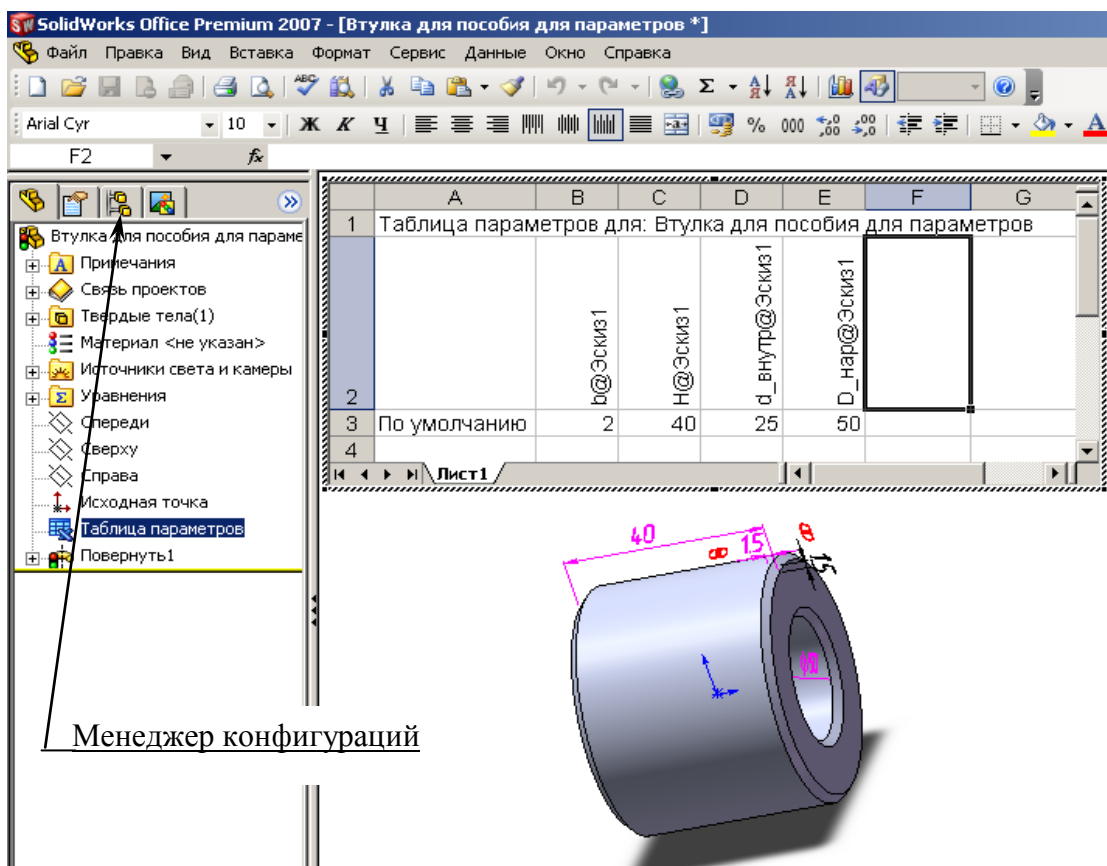 SolidWorks Office Premium 2007 - [Втулка для пособия для параметров *]
Файл Правка Вид Вставка Формат Сервис Данные Окно Справка
Arial Cyr 10 Ж К Ч % 000
F2 fx
A B C D E F G
1 Таблица параметров для: Втулка для пособия для параметров
2 b@Эскиз1 H@Эскиз1 d_внутр@Эскиз1 D_нар@Эскиз1
3 По умолчанию 2 40 25 50
4
Лист1
Втулка для пособия для параме
Примечания
Связь проектов
Твердые тела(1)
Материал <не указан>
Источники света и камеры
Уравнения
Спереди
Сверху
Справа
Исходная точка
Таблица параметров
Повернуть1
40
15
15
Менеджер конфигураций